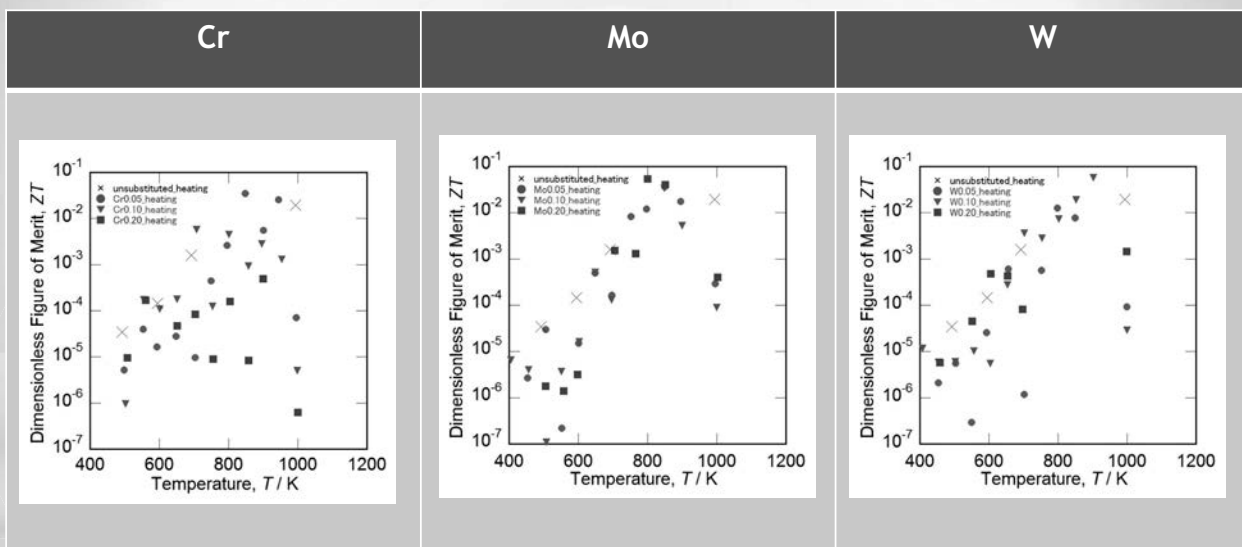 Cr
Mo
W
10-1
10-2
10-3
10-4
10-5
10-6
10-7
unsubstituted_heating
Cr0.05_heating
Cr0.10_heating
Cr0.20_heating
Dimensionless Figure of Merit, ZT
400 600 800 1000 1200
Temperature, T / K
10-1
10-2
10-3
10-4
10-5
10-6
10-7
unsubstituted_heating
Mo0.05_heating
Mo0.10_heating
Mo0.20_heating
Dimensionless Figure of Merit, ZT
400 600 800 1000 1200
Temperature, T / K
10-1
10-2
10-3
10-4
10-5
10-6
10-7
unsubstituted_heating
W0.05_heating
W0.10_heating
W0.20_heating
Dimensionless Figure of Merit, ZT
400 600 800 1000 1200
Temperature, T / K